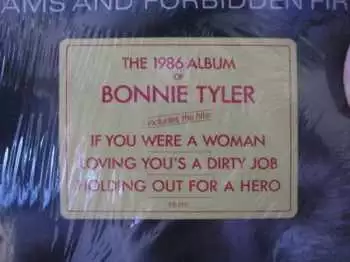 AMS AND FORBIDDEN FIR
THE 1986 ALBUM
OF
BONNIE TYLER
includes the hits:
IF YOU WERE A WOMAN
LOVING YOU'S A DIRTY JOB
HOLDING OUT FOR A HERO